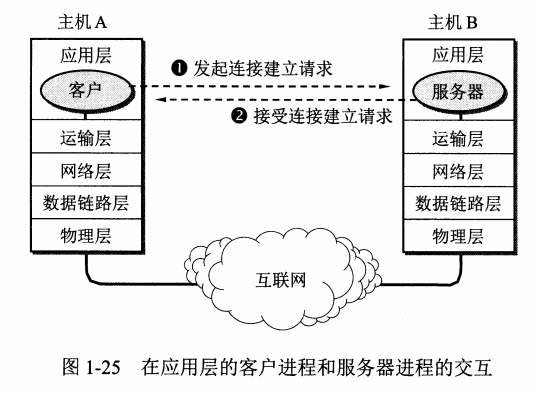 主机 A
主机 B
应用层
应用层
❶ 发起连接建立请求
客户
服务器
❷ 接受连接建立请求
运输层
运输层
网络层
网络层
数据链路层
数据链路层
物理层
物理层
互联网
图 1-25 在应用层的客户进程和服务器进程的交互